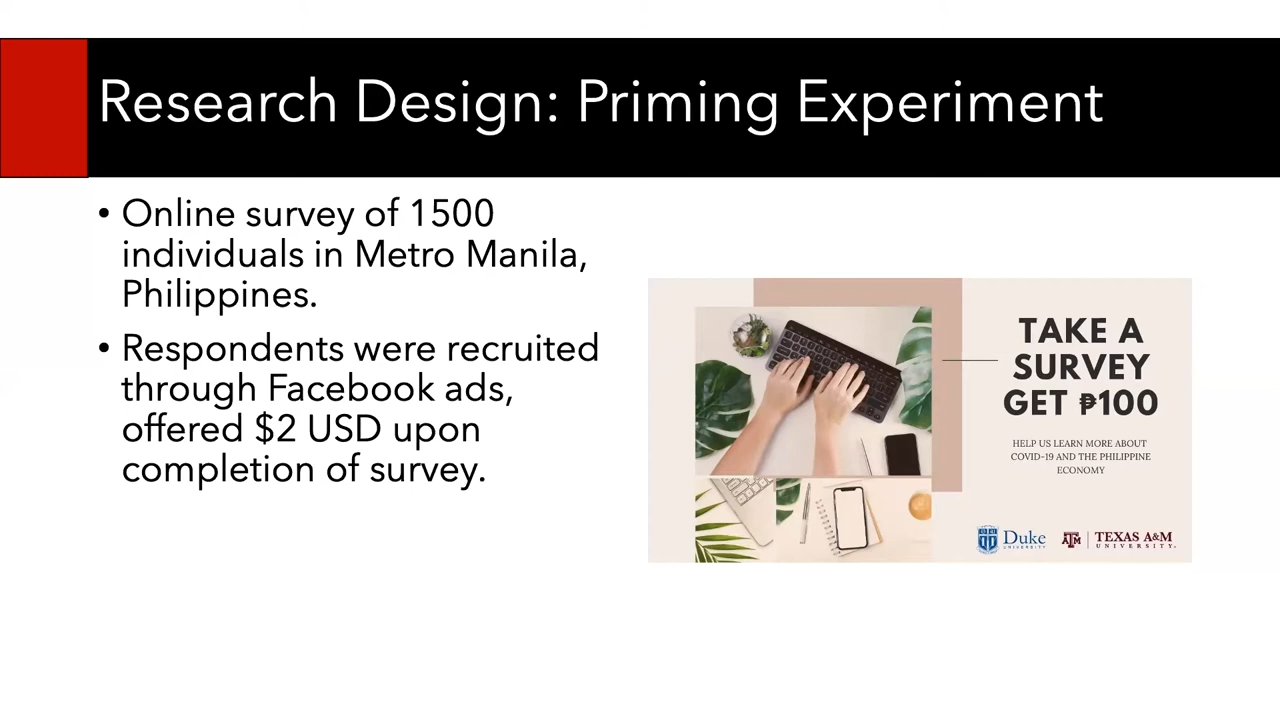 Research Design: Priming Experiment
• Online survey of 1500
individuals in Metro Manila,
Philippines.
• Respondents were recruited
through Facebook ads,
offered $2 USD upon
completion of survey.
TAKE A
SURVEY
GET ₱100
HELP US LEARN MORE ABOUT
COVID-19 AND THE PHILIPPINE
ECONOMY
Duke
UNIVERSITY
ATM
TEXAS A&M
UNIVERSITY.